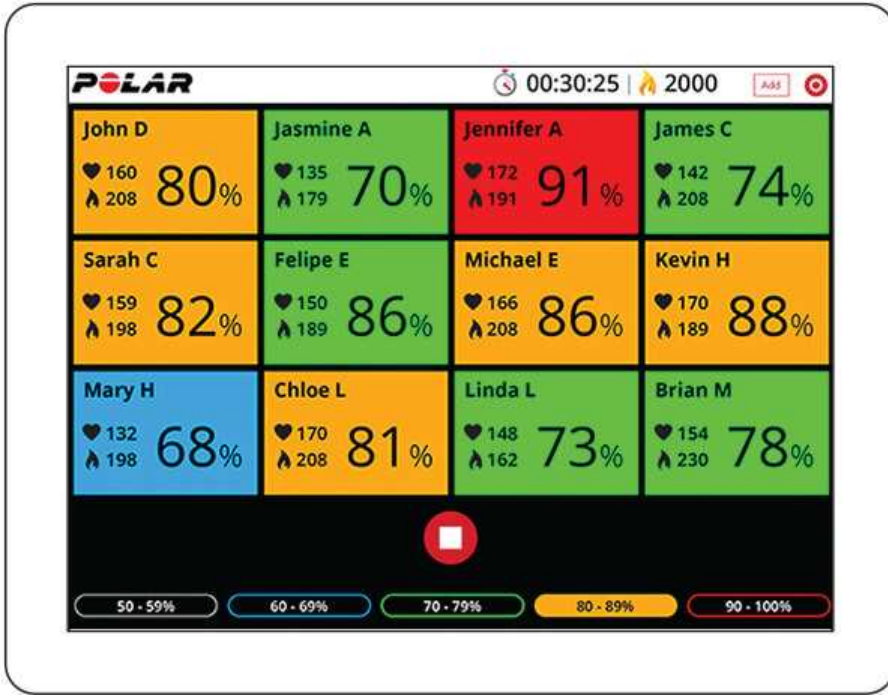 POLAR
00:30:25 | 2000 Add
John D
160
208
80%
Jasmine A
135
179
70%
Jennifer A
172
191
91%
James C
142
208
74%
Sarah C
159
198
82%
Felipe E
150
189
86%
Michael E
166
208
86%
Kevin H
170
189
88%
Mary H
132
198
68%
Chloe L
170
208
81%
Linda L
148
162
73%
Brian M
154
230
78%
50 - 59%
60 - 69%
70 - 79%
80 - 89%
90 - 100%